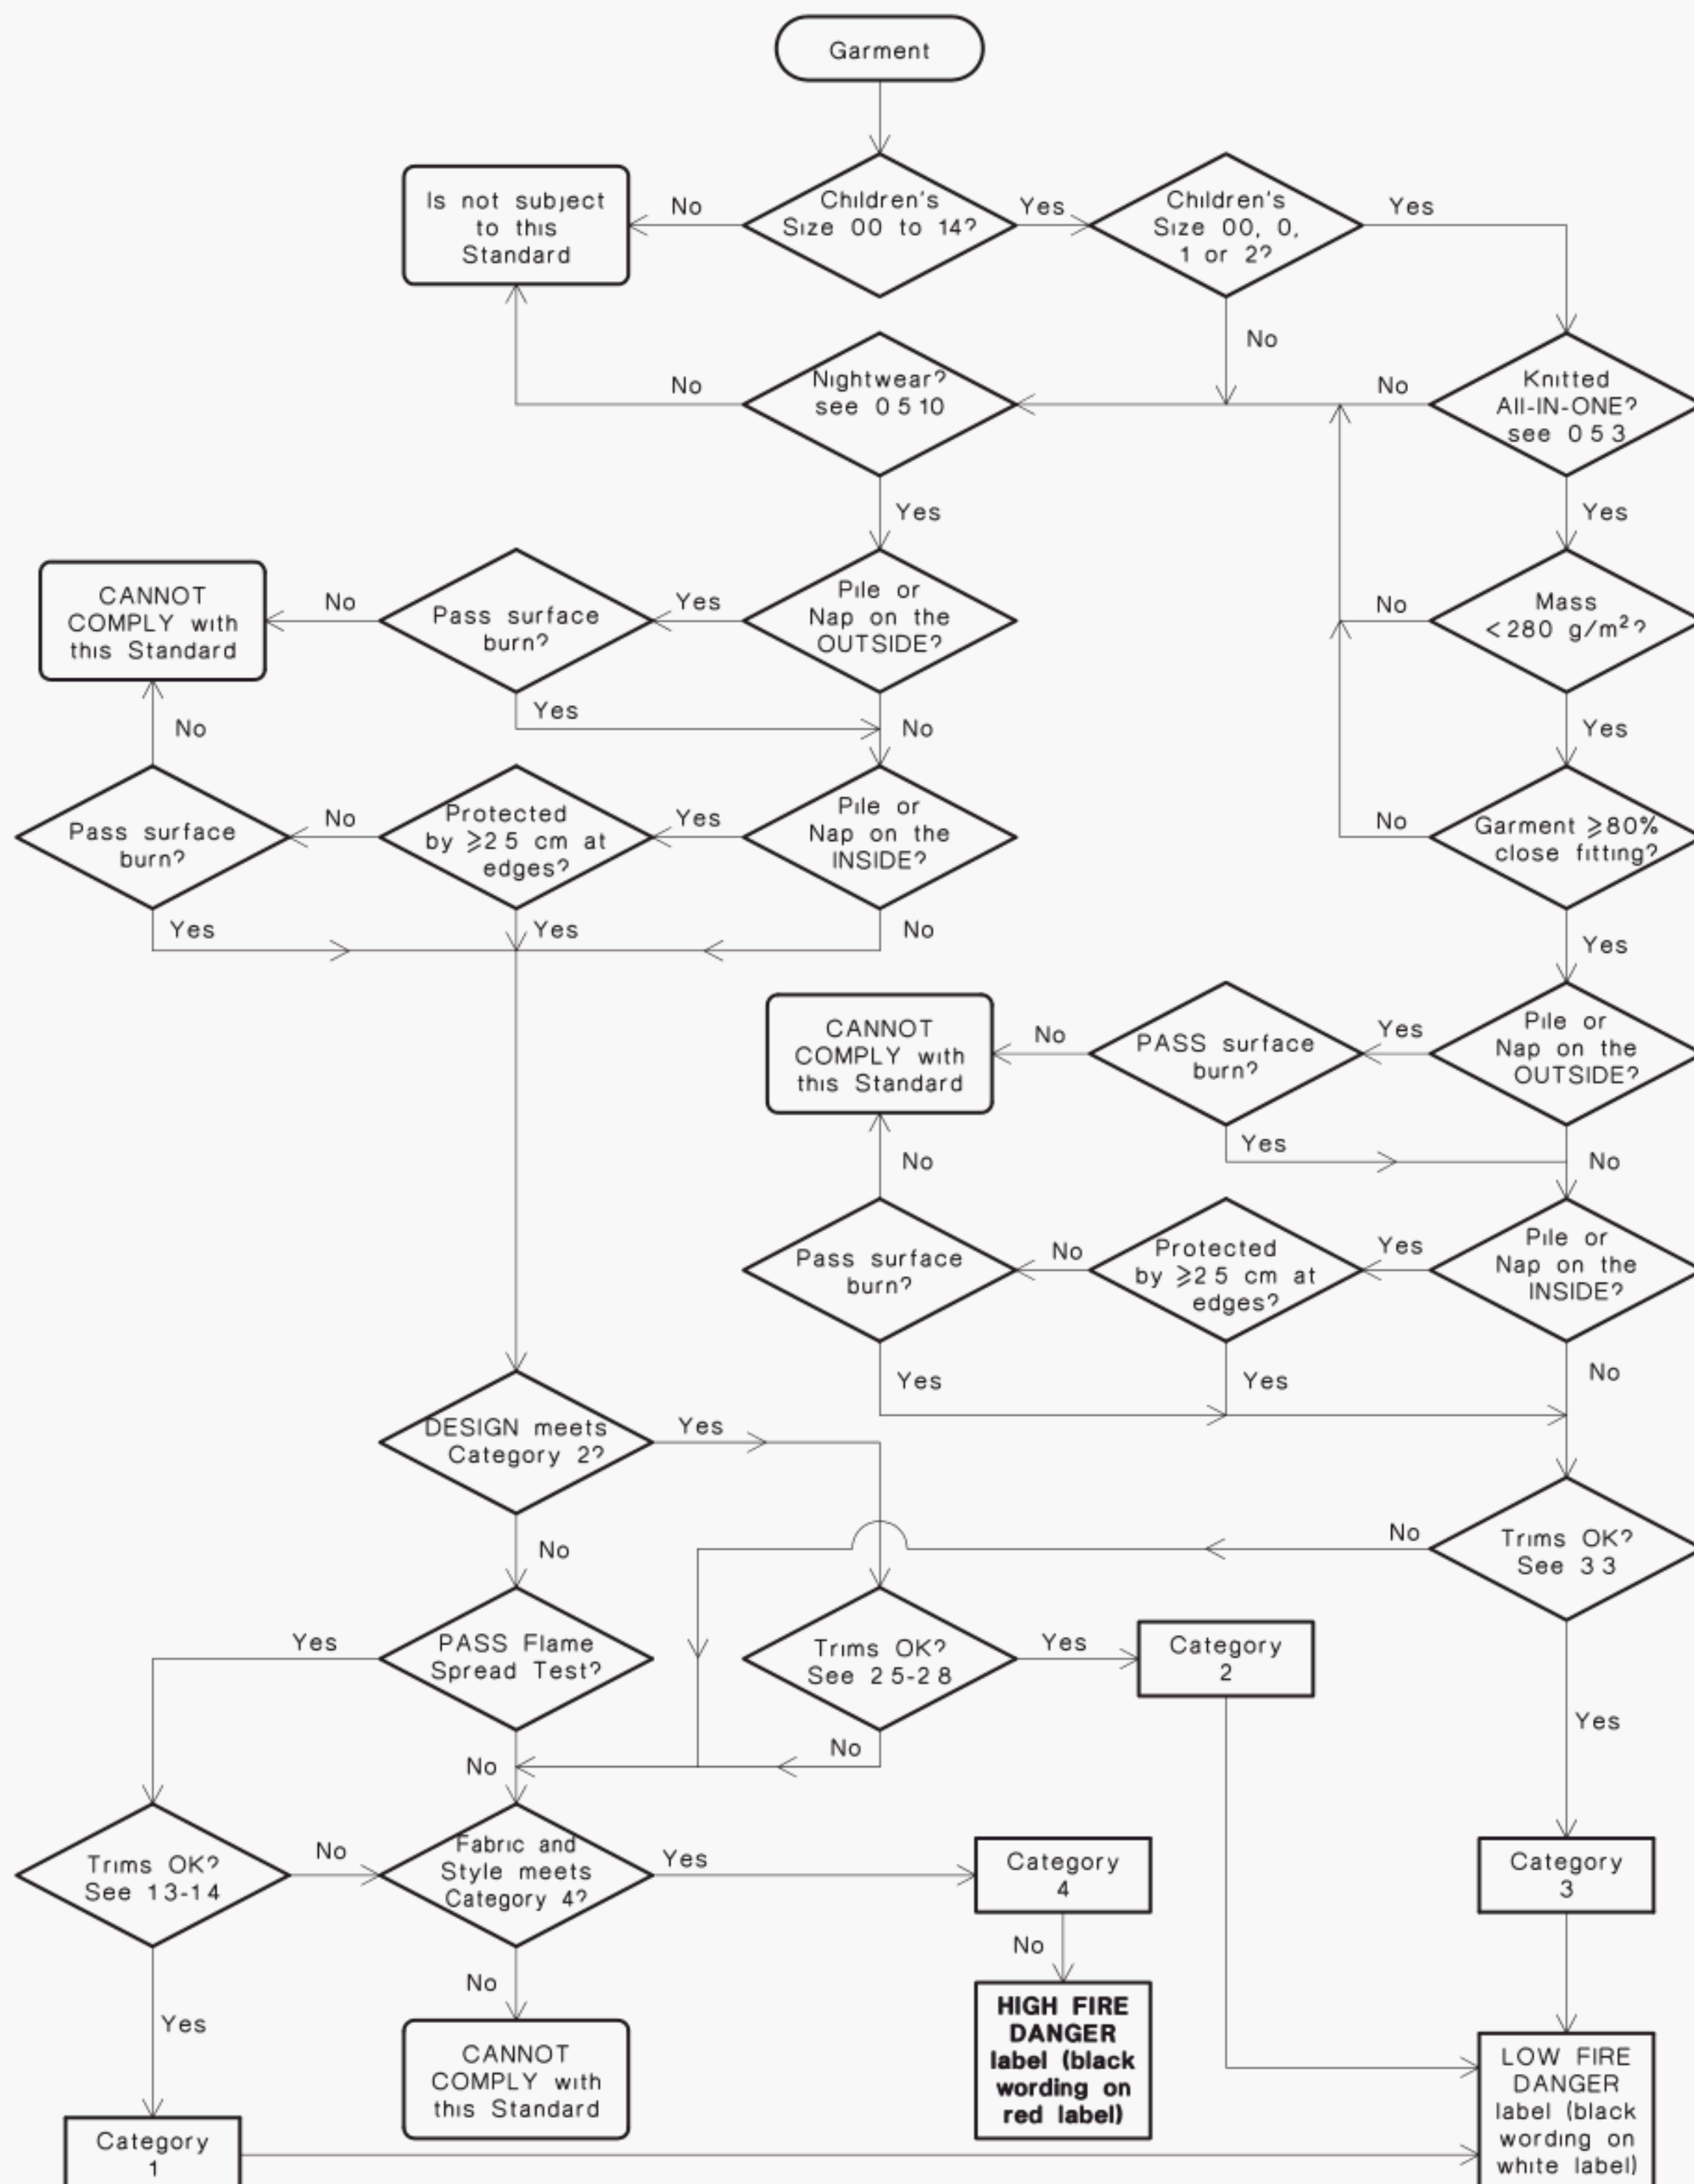 Garment
Is not subject
to this
Standard
No
Children's
Size 00 to 14?
Yes
Children's
Size 00, 0,
1 or 2?
Yes
No
No
Nightwear?
see 0 5 10
No
Knitted
All-IN-ONE?
see 0 5 3
Yes
Yes
CANNOT
COMPLY with
this Standard
No
Pass surface
burn?
Yes
Pile or
Nap on the
OUTSIDE?
No
Mass
<280 g/m²?
Yes
No
No
Yes
Pass surface
burn?
No
Protected
by ⩾2 5 cm at
edges?
Yes
Pile or
Nap on the
INSIDE?
No
Garment ⩾80%
close fitting?
Yes
Yes
No
Yes
CANNOT
COMPLY with
this Standard
No
PASS surface
burn?
Yes
Pile or
Nap on the
OUTSIDE?
Yes
No
No
Pass surface
burn?
No
Protected
by ⩾2 5 cm at
edges?
Yes
Pile or
Nap on the
INSIDE?
Yes
Yes
No
DESIGN meets
Category 2?
Yes
No
No
Trims OK?
See 3 3
Yes
PASS Flame
Spread Test?
Trims OK?
See 2 5-2 8
Yes
Category
2
Yes
No
No
Trims OK?
See 1 3-1 4
No
Fabric and
Style meets
Category 4?
Yes
Category
4
Category
3
No
No
Yes
CANNOT
COMPLY with
this Standard
HIGH FIRE
DANGER
label (black
wording on
red label)
LOW FIRE
DANGER
label (black
wording on
white label)
Category
1